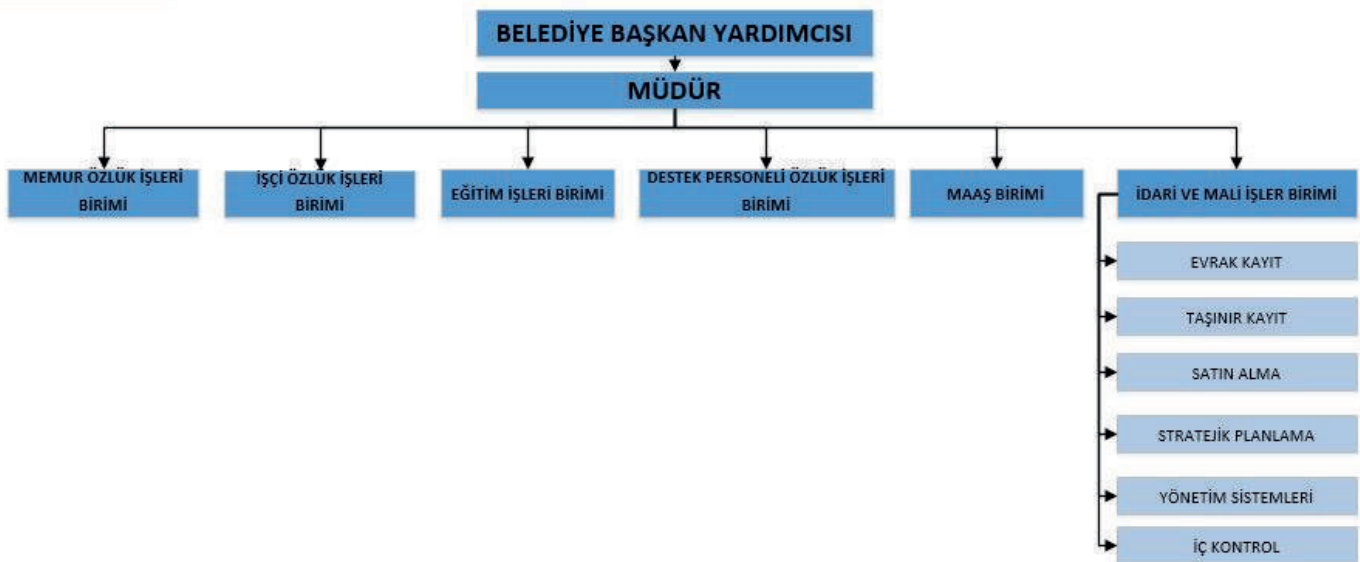 BELEDİYE BAŞKAN YARDIMCISI
MÜDÜR
MEMUR ÖZLÜK İŞLERİ
BİRİMİ
İŞÇİ ÖZLÜK İŞLERİ
BİRİMİ
EĞİTİM İŞLERİ BİRİMİ
DESTEK PERSONELİ ÖZLÜK İŞLERİ
BİRİMİ
MAAŞ BİRİMİ
İDARİ VE MALİ İŞLER BİRİMİ
EVRAK KAYIT
TAŞINIR KAYIT
SATIN ALMA
STRATEJİK PLANLAMA
YÖNETİM SİSTEMLERİ
İÇ KONTROL